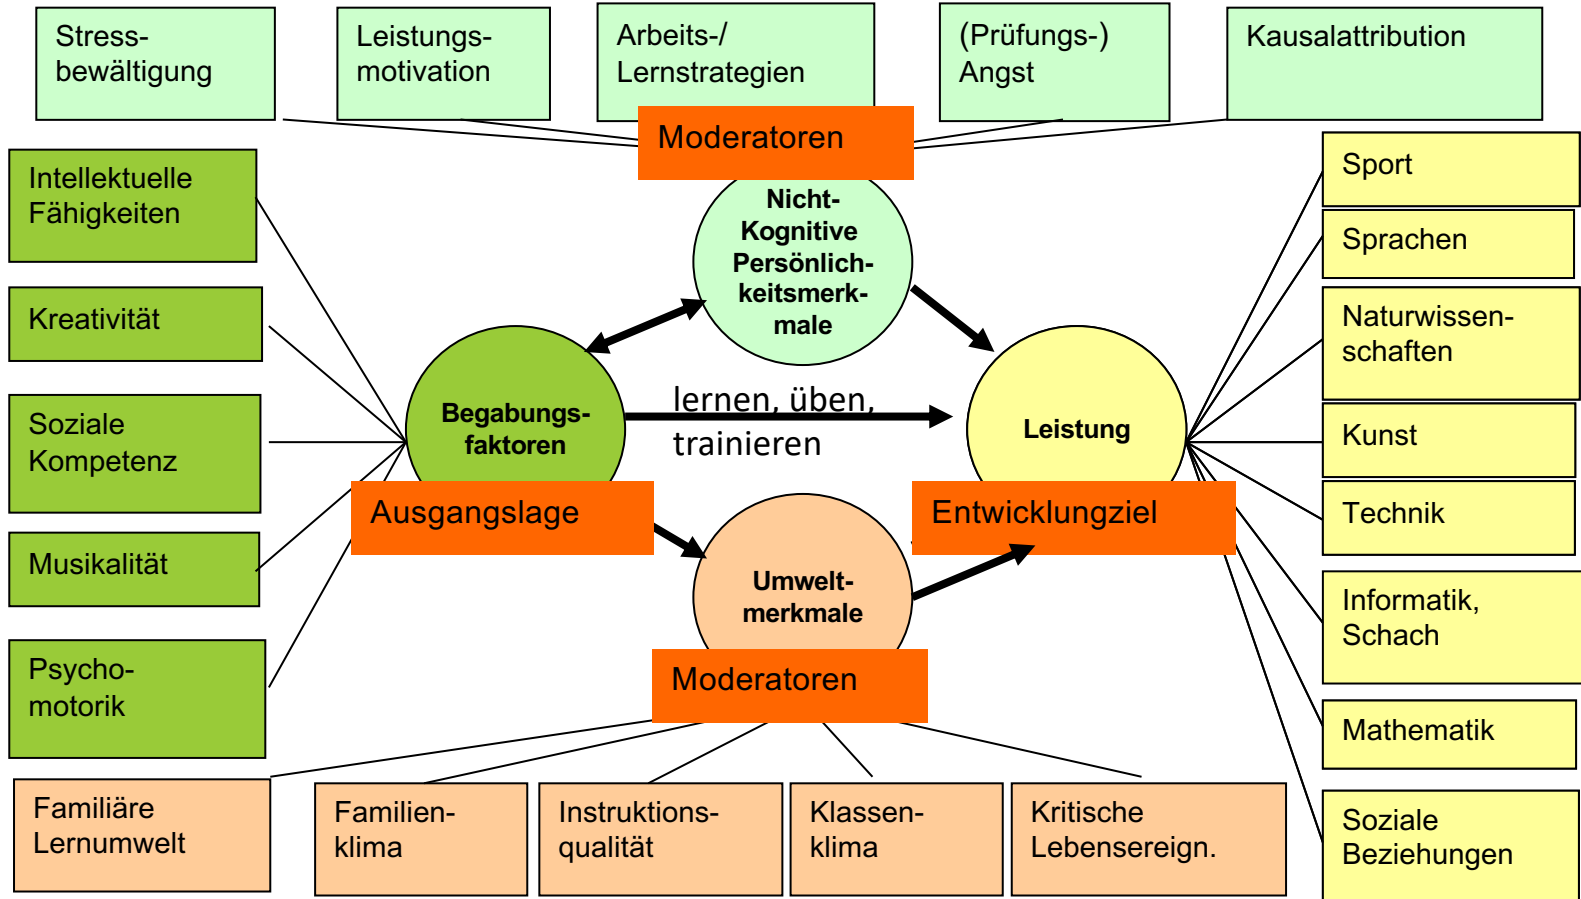 Stress-
bewältigung
Leistungs-
motivation
Arbeits-/
Lernstrategien
(Prüfungs-)
Angst
Kausalattribution
Moderatoren
Intellektuelle
Fähigkeiten
Kreativität
Soziale
Kompetenz
Musikalität
Psycho-
motorik
Nicht-
Kognitive
Persönlich-
keitsmerk-
male
Begabungs-
faktoren
lernen, üben,
trainieren
Leistung
Ausgangslage
Entwicklungziel
Umwelt-
merkmale
Moderatoren
Sport
Sprachen
Naturwissen-
schaften
Kunst
Technik
Informatik,
Schach
Mathematik
Soziale
Beziehungen
Familiäre
Lernumwelt
Familien-
klima
Instruktions-
qualität
Klassen-
klima
Kritische
Lebensereign.